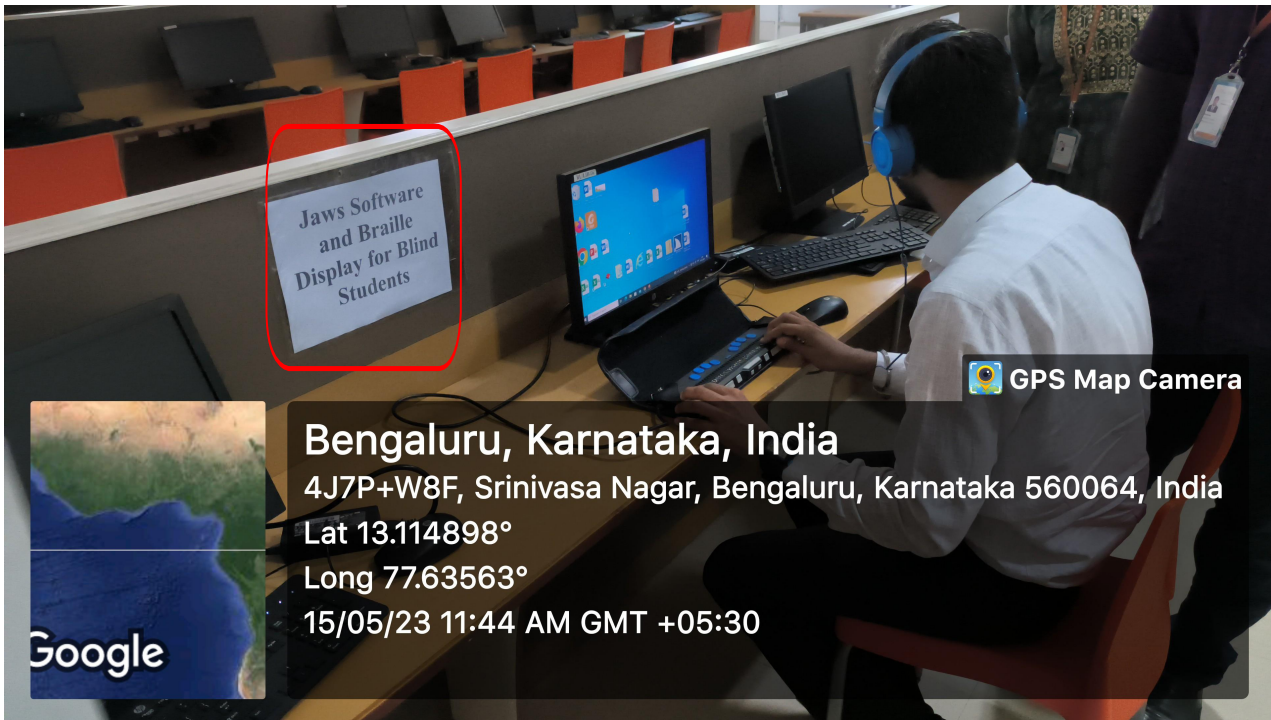 Jaws Software
and Braille
Display for Blind
Students
GPS Map Camera
Bengaluru, Karnataka, India
4J7P+W8F, Srinivasa Nagar, Bengaluru, Karnataka 560064, India
Lat 13.114898°
Long 77.63563°
15/05/23 11:44 AM GMT +05:30
Google